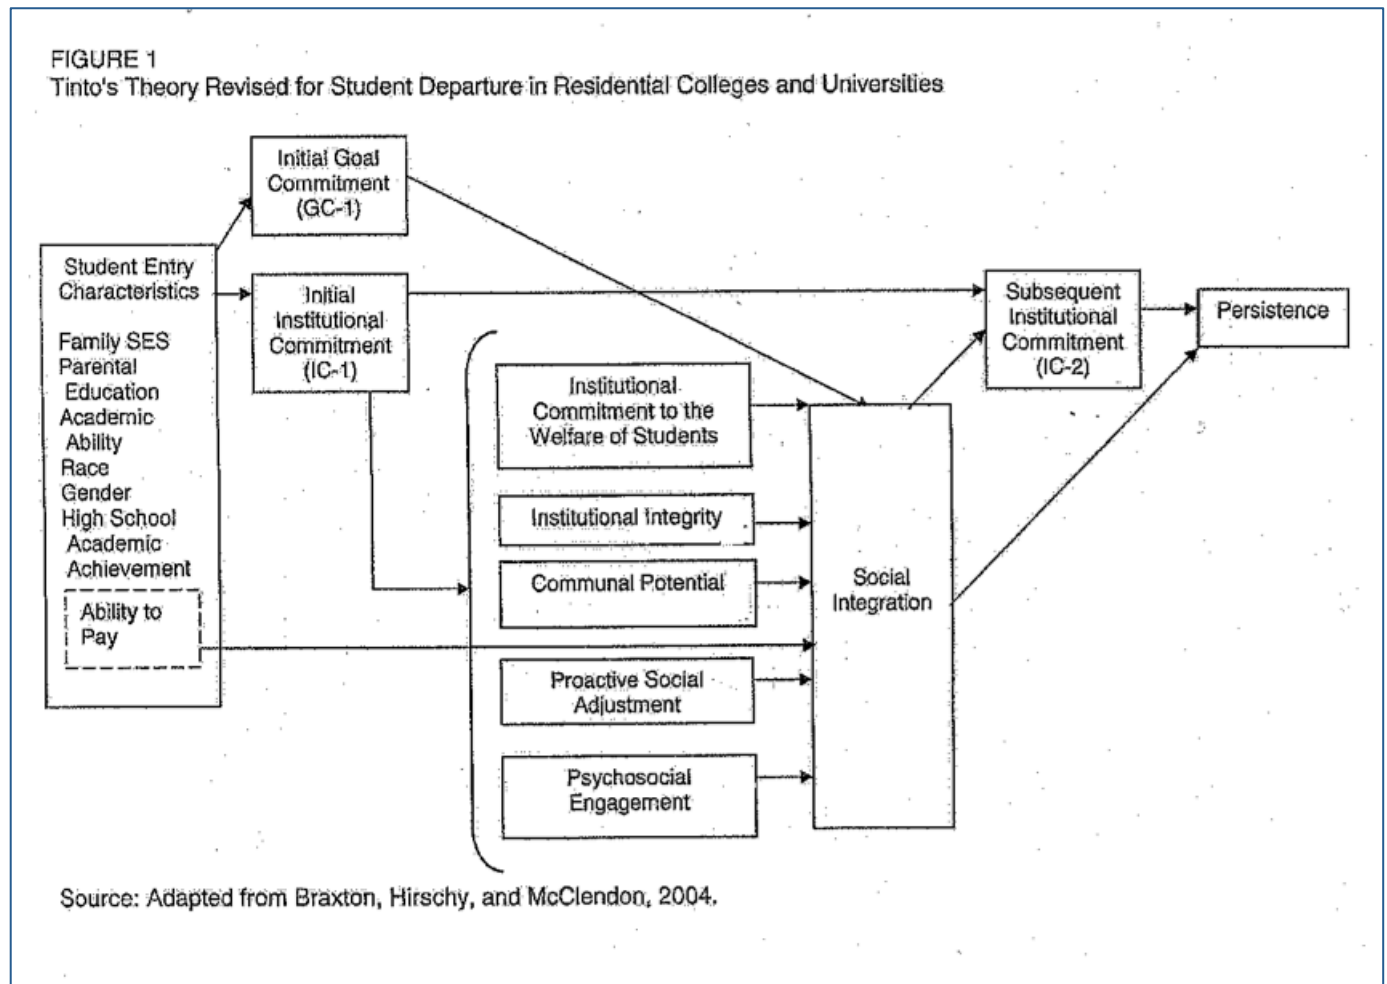 FIGURE 1
Tinto's Theory Revised for Student Departure in Residential Colleges and Universities
Initial Goal
Commitment
(GC-1)
Student Entry
Characteristics
Family SES
Parental
Education
Academic
Ability
Race
Gender
High School
Academic
Achievement
Ability to
Pay
Initial
Institutional
Commitment
(IC-1)
Institutional
Commitment to the
Welfare of Students
Institutional Integrity
Communal Potential
Proactive Social
Adjustment
Psychosocial
Engagement
Social
Integration
Subsequent
Institutional
Commitment
(IC-2)
Persistence
Source: Adapted from Braxton, Hirschy, and McClendon, 2004.